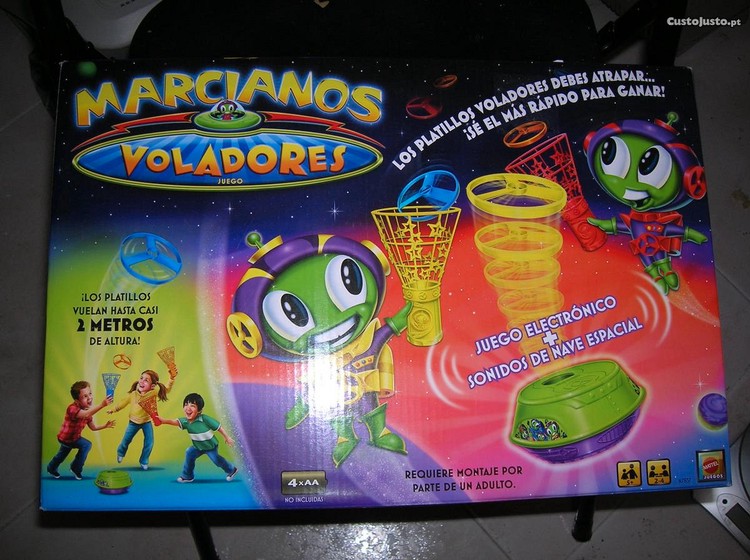 CustoJusto.pt
MARCIANOS
VOLADORES
JUEGO
LOS PLATILLOS VOLADORES DEBES ATRAPAR...
¡SÉ EL MÁS RÁPIDO PARA GANAR!
¡LOS PLATILLOS
VUELAN HASTA CASI
2 METROS
DE ALTURA!
JUEGO ELECTRÓNICO
+
SONIDOS DE NAVE ESPACIAL
4xAA
NO INCLUIDAS
REQUIERE MONTAJE POR
PARTE DE UN ADULTO.
2-4
MATTEL
JUEGOS